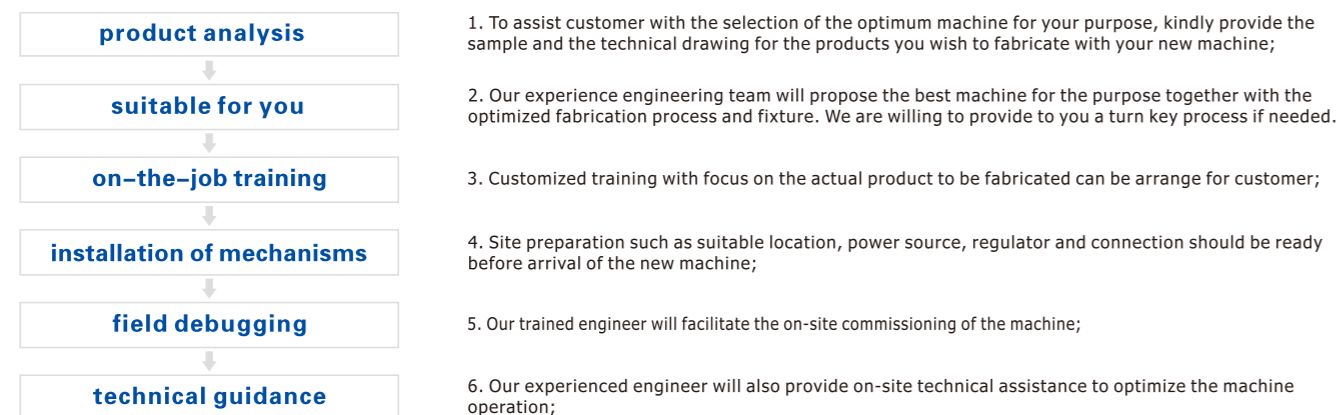 product analysis
1. To assist customer with the selection of the optimum machine for your purpose, kindly provide the
sample and the technical drawing for the products you wish to fabricate with your new machine;
suitable for you
2. Our experience engineering team will propose the best machine for the purpose together with the
optimized fabrication process and fixture. We are willing to provide to you a turn key process if needed.
on–the–job training
3. Customized training with focus on the actual product to be fabricated can be arrange for customer;
installation of mechanisms
4. Site preparation such as suitable location, power source, regulator and connection should be ready
before arrival of the new machine;
field debugging
5. Our trained engineer will facilitate the on-site commissioning of the machine;
technical guidance
6. Our experienced engineer will also provide on-site technical assistance to optimize the machine
operation;